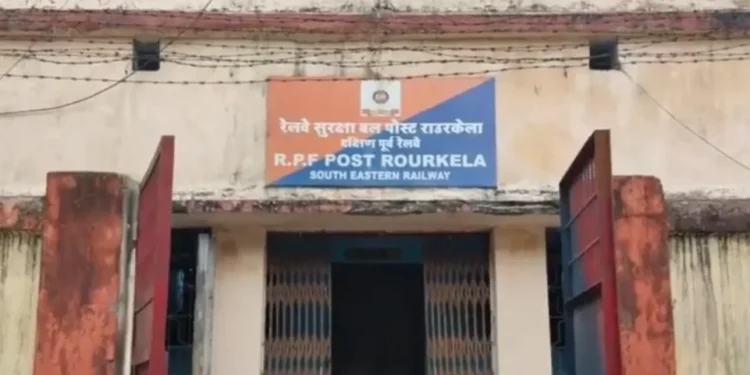 रेलवे सुरक्षा बल पोस्ट राउरकेला
दक्षिण पूर्व रेलवे
R.P.F POST ROURKELA
SOUTH EASTERN RAILWAY